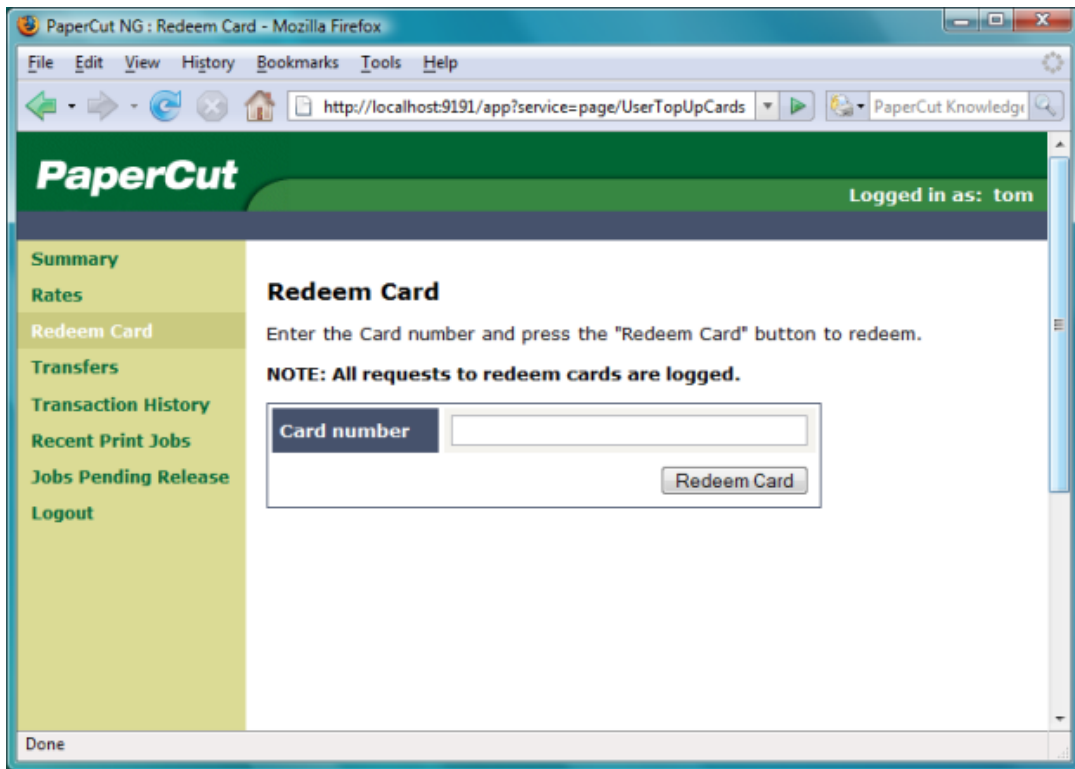 PaperCut NG : Redeem Card - Mozilla Firefox
File Edit View History Bookmarks Tools Help
http://localhost:9191/app?service=page/UserTopUpCards PaperCut Knowledg
PaperCut
Logged in as: tom
Summary
Rates
Redeem Card
Transfers
Transaction History
Recent Print Jobs
Jobs Pending Release
Logout
Redeem Card
Enter the Card number and press the "Redeem Card" button to redeem.
NOTE: All requests to redeem cards are logged.
Card number
Redeem Card
Done